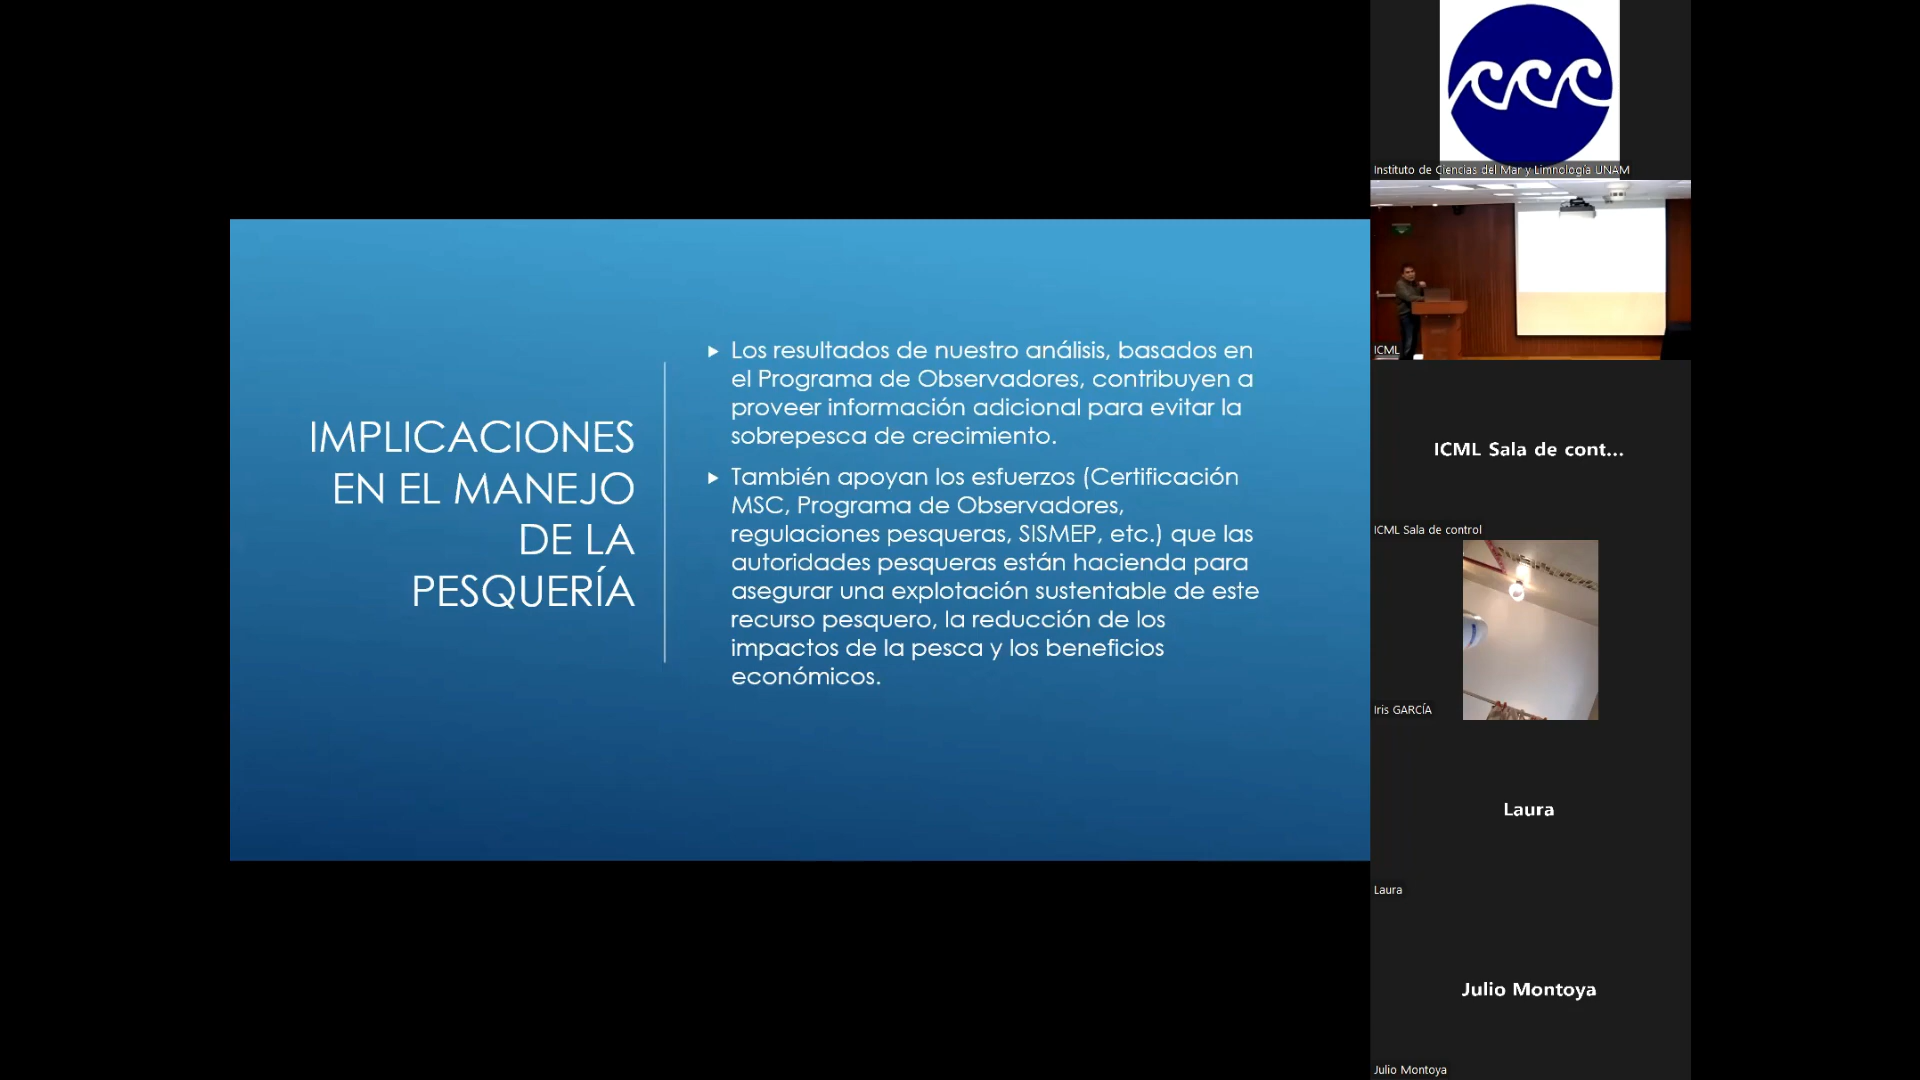 IMPLICACIONES
EN EL MANEJO
DE LA
PESQUERÍA
Los resultados de nuestro análisis, basados en
el Programa de Observadores, contribuyen a
proveer información adicional para evitar la
sobrepesca de crecimiento.
También apoyan los esfuerzos (Certificación
MSC, Programa de Observadores,
regulaciones pesqueras, SISMEP, etc.) que las
autoridades pesqueras están hacienda para
asegurar una explotación sustentable de este
recurso pesquero, la reducción de los
impactos de la pesca y los beneficios
económicos.
Instituto de Ciencias del Mar y Limnología UNAM
ICML
ICML Sala de cont...
ICML Sala de control
Iris GARCÍA
Laura
Laura
Julio Montoya
Julio Montoya